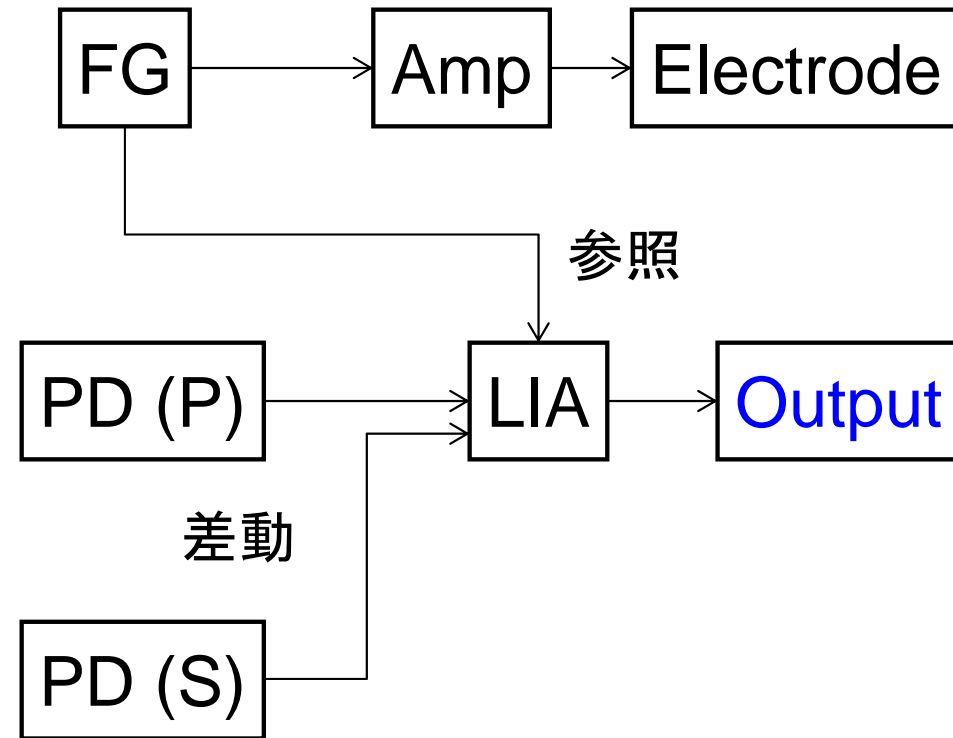 FG
Amp
Electrode
参照
PD (P)
LIA
Output
差動
PD (S)